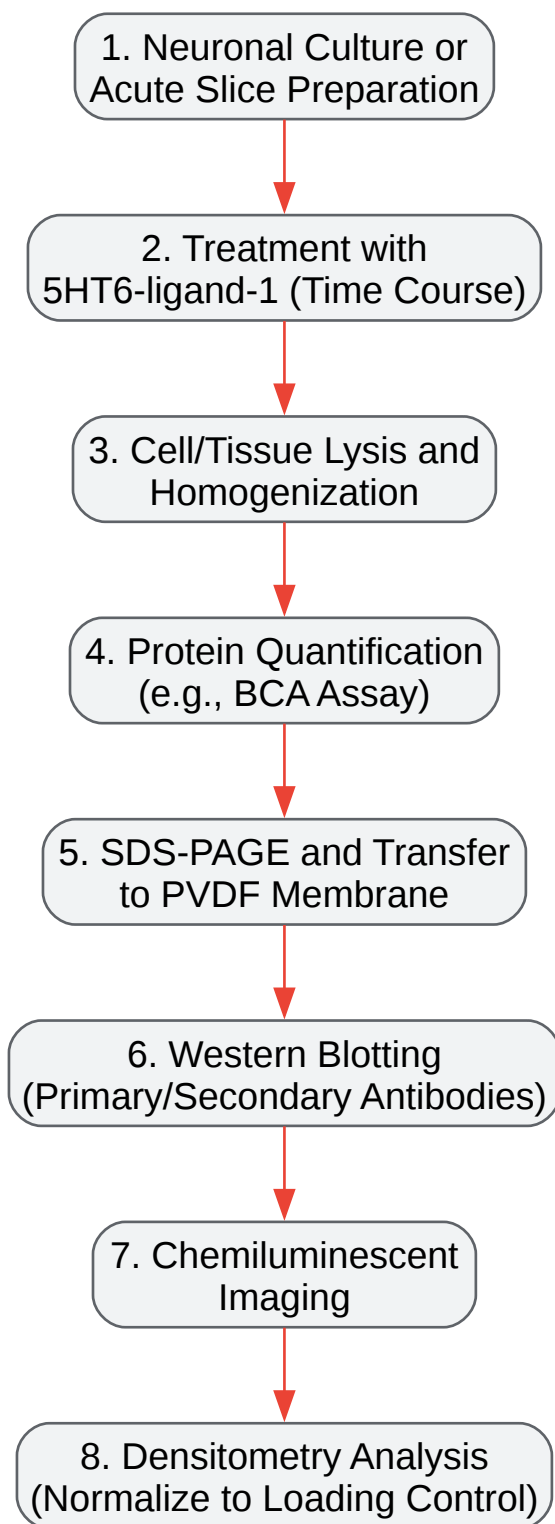 1. Neuronal Culture or
Acute Slice Preparation
2. Treatment with
5HT6-ligand-1 (Time Course)
3. Cell/Tissue Lysis and
Homogenization
4. Protein Quantification
(e.g., BCA Assay)
5. SDS-PAGE and Transfer
to PVDF Membrane
6. Western Blotting
(Primary/Secondary Antibodies)
7. Chemiluminescent
Imaging
8. Densitometry Analysis
(Normalize to Loading Control)